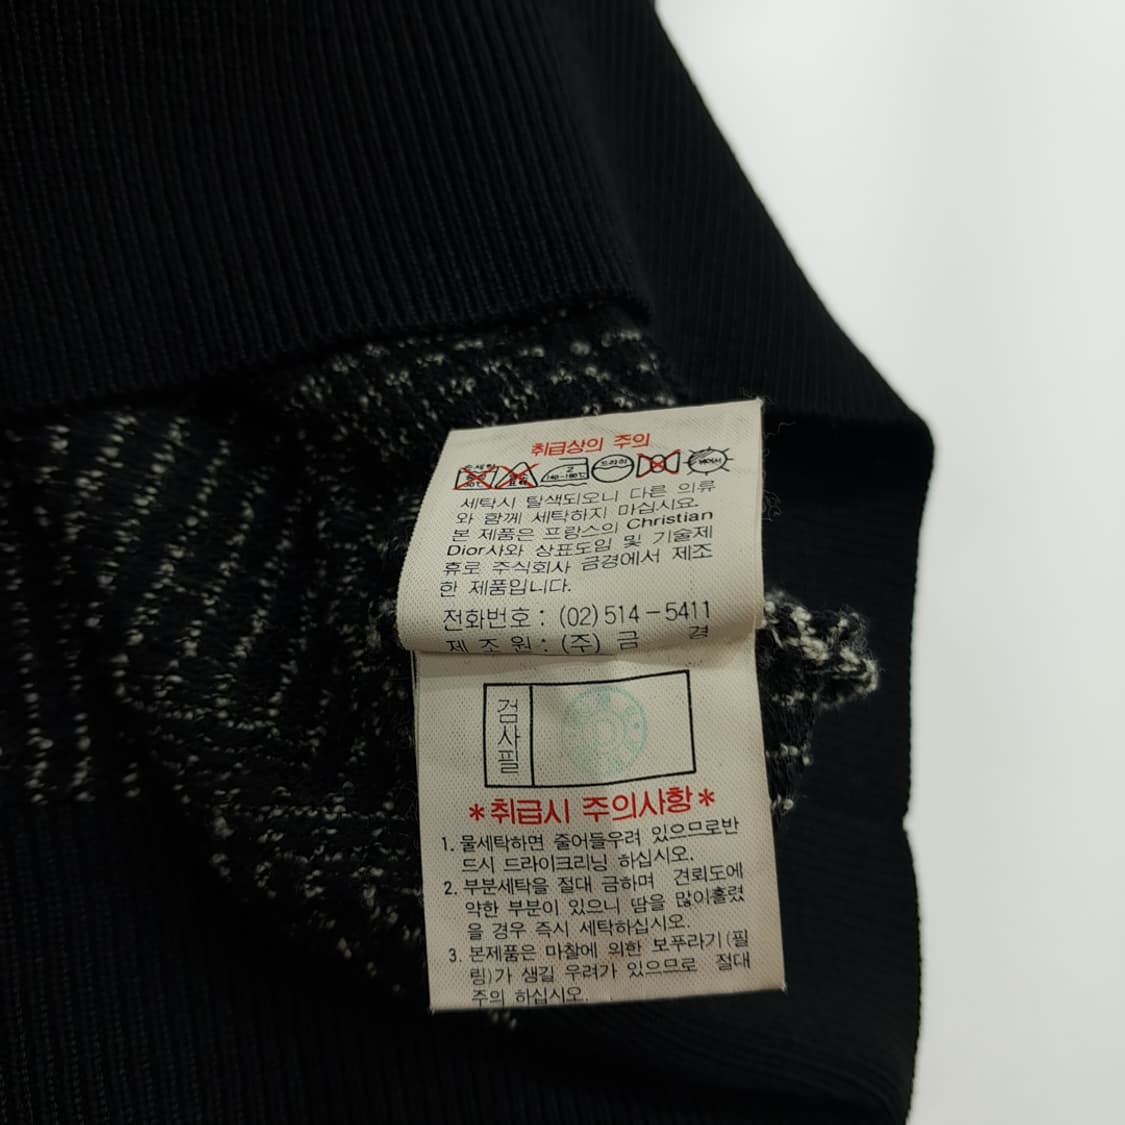 취급상의 주의
세탁시 탈색되오니 다른 의류
와 함께 세탁하지 마십시요.
본 제품은 프랑스의 Christian
Dior사와 상표도입 및 기술제
휴로 주식회사 금경에서 제조
한 제품입니다.
전화번호 : (02)514-5411
제 조 원 : (주) 금 경
검사필
*취급시 주의사항*
1. 물세탁하면 줄어들우려 있으므로반
드시 드라이크리닝 하십시오.
2. 부분세탁을 절대 금하며 견뢰도에
약한 부분이 있으니 땀을 많이흘렸
을 경우 즉시 세탁하십시오.
3. 본제품은 마찰에 의한 보푸라기(필
링)가 생길 우려가 있으므로 절대
주의 하십시오.